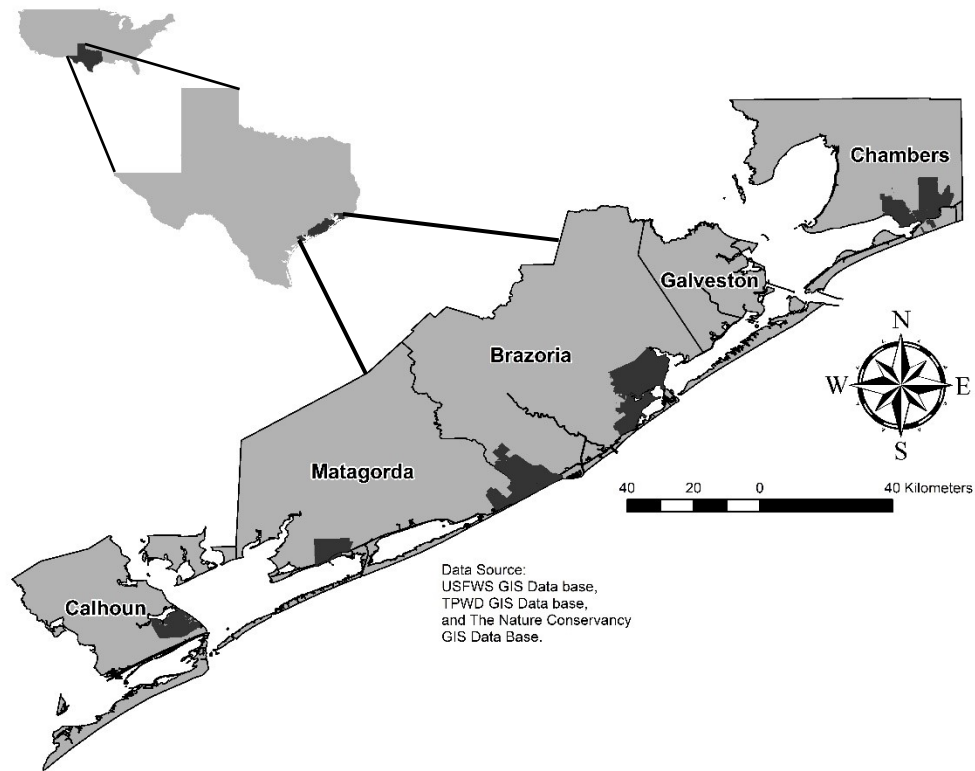 Chambers
Galveston
Brazoria
Matagorda
Calhoun
N
W E
S
40 20 0 40 Kilometers
Data Source:
USFWS GIS Data base,
TPWD GIS Data base,
and The Nature Conservancy
GIS Data Base.